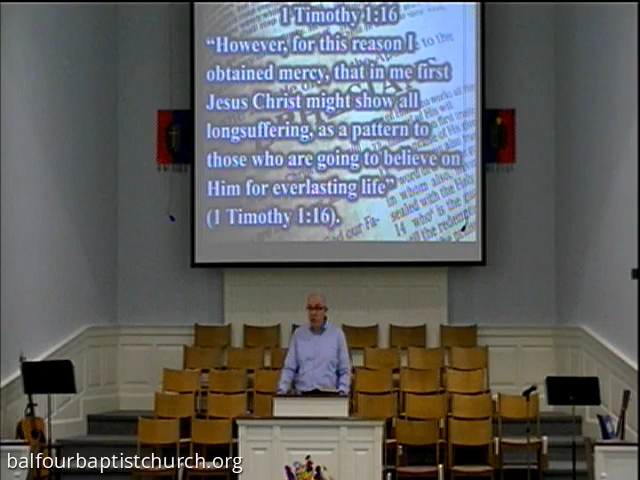 1 Timothy 1:16
“However, for this reason I
obtained mercy, that in me first
Jesus Christ might show all
longsuffering, as a pattern to
those who are going to believe on
Him for everlasting life”
(1 Timothy 1:16).
balfourbaptistchurch.org